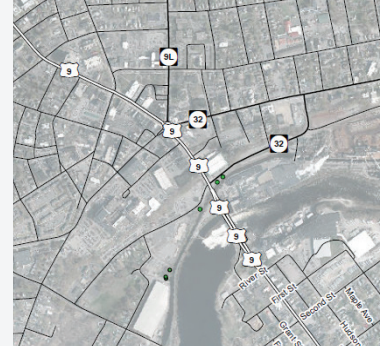 9L
9
32
9
32
9
9
9
9
River St
First St
Second St
Maple Ave
Grant S
Hudson